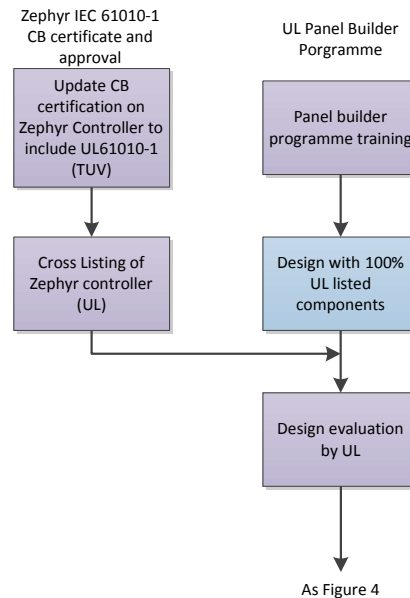 Zephyr IEC 61010-1
CB certificate and
approval
Update CB
certification on
Zephyr Controller to
include UL61010-1
(TUV)
Cross Listing of
Zephyr controller
(UL)
UL Panel Builder
Porgramme
Panel builder
programme training
Design with 100%
UL listed
components
Design evaluation
by UL
As Figure 4